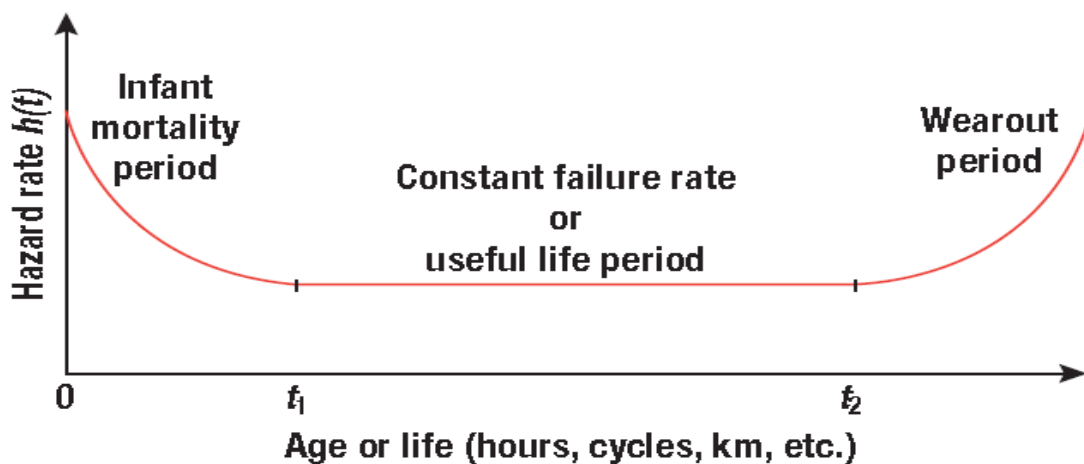 Hazard rate h(t)
Infant
mortality
period
Constant failure rate
or
useful life period
Wearout
period
0
t₁
t₂
Age or life (hours, cycles, km, etc.)